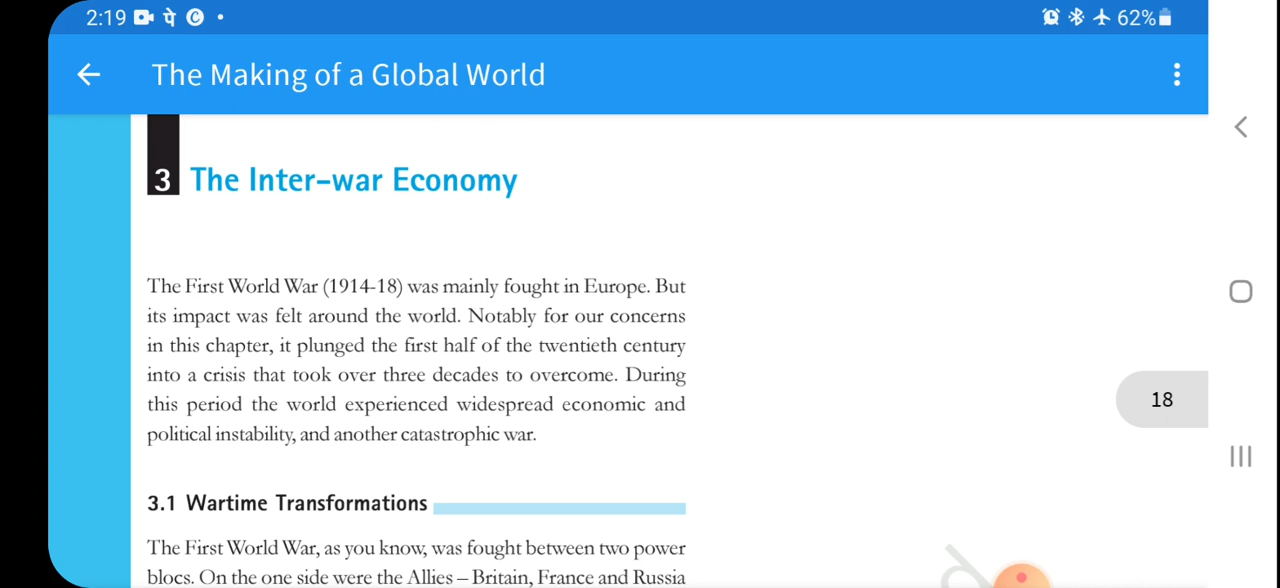 2:19 पे C 62%
The Making of a Global World
3 The Inter-war Economy
The First World War (1914-18) was mainly fought in Europe. But
its impact was felt around the world. Notably for our concerns
in this chapter, it plunged the first half of the twentieth century
into a crisis that took over three decades to overcome. During
this period the world experienced widespread economic and
political instability, and another catastrophic war.
18
3.1 Wartime Transformations
The First World War, as you know, was fought between two power
blocs. On the one side were the Allies – Britain, France and Russia